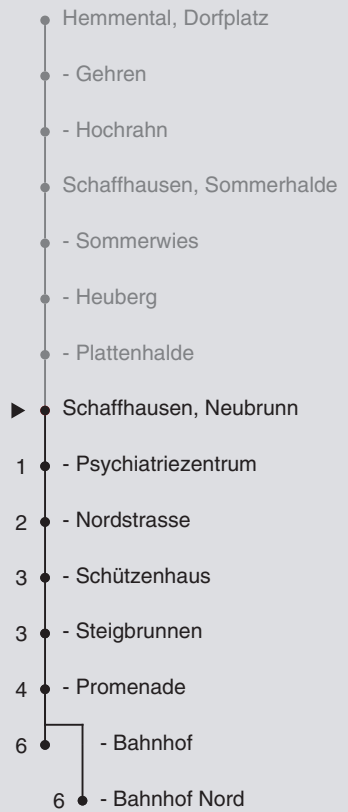 Hemmental, Dorfplatz
- Gehren
- Hochrahn
Schaffhausen, Sommerhalde
- Sommerwies
- Heuberg
- Plattenhalde
Schaffhausen, Neubrunn
1 - Psychiatriezentrum
2 - Nordstrasse
3 - Schützenhaus
3 - Steigbrunnen
4 - Promenade
6 - Bahnhof
6 - Bahnhof Nord